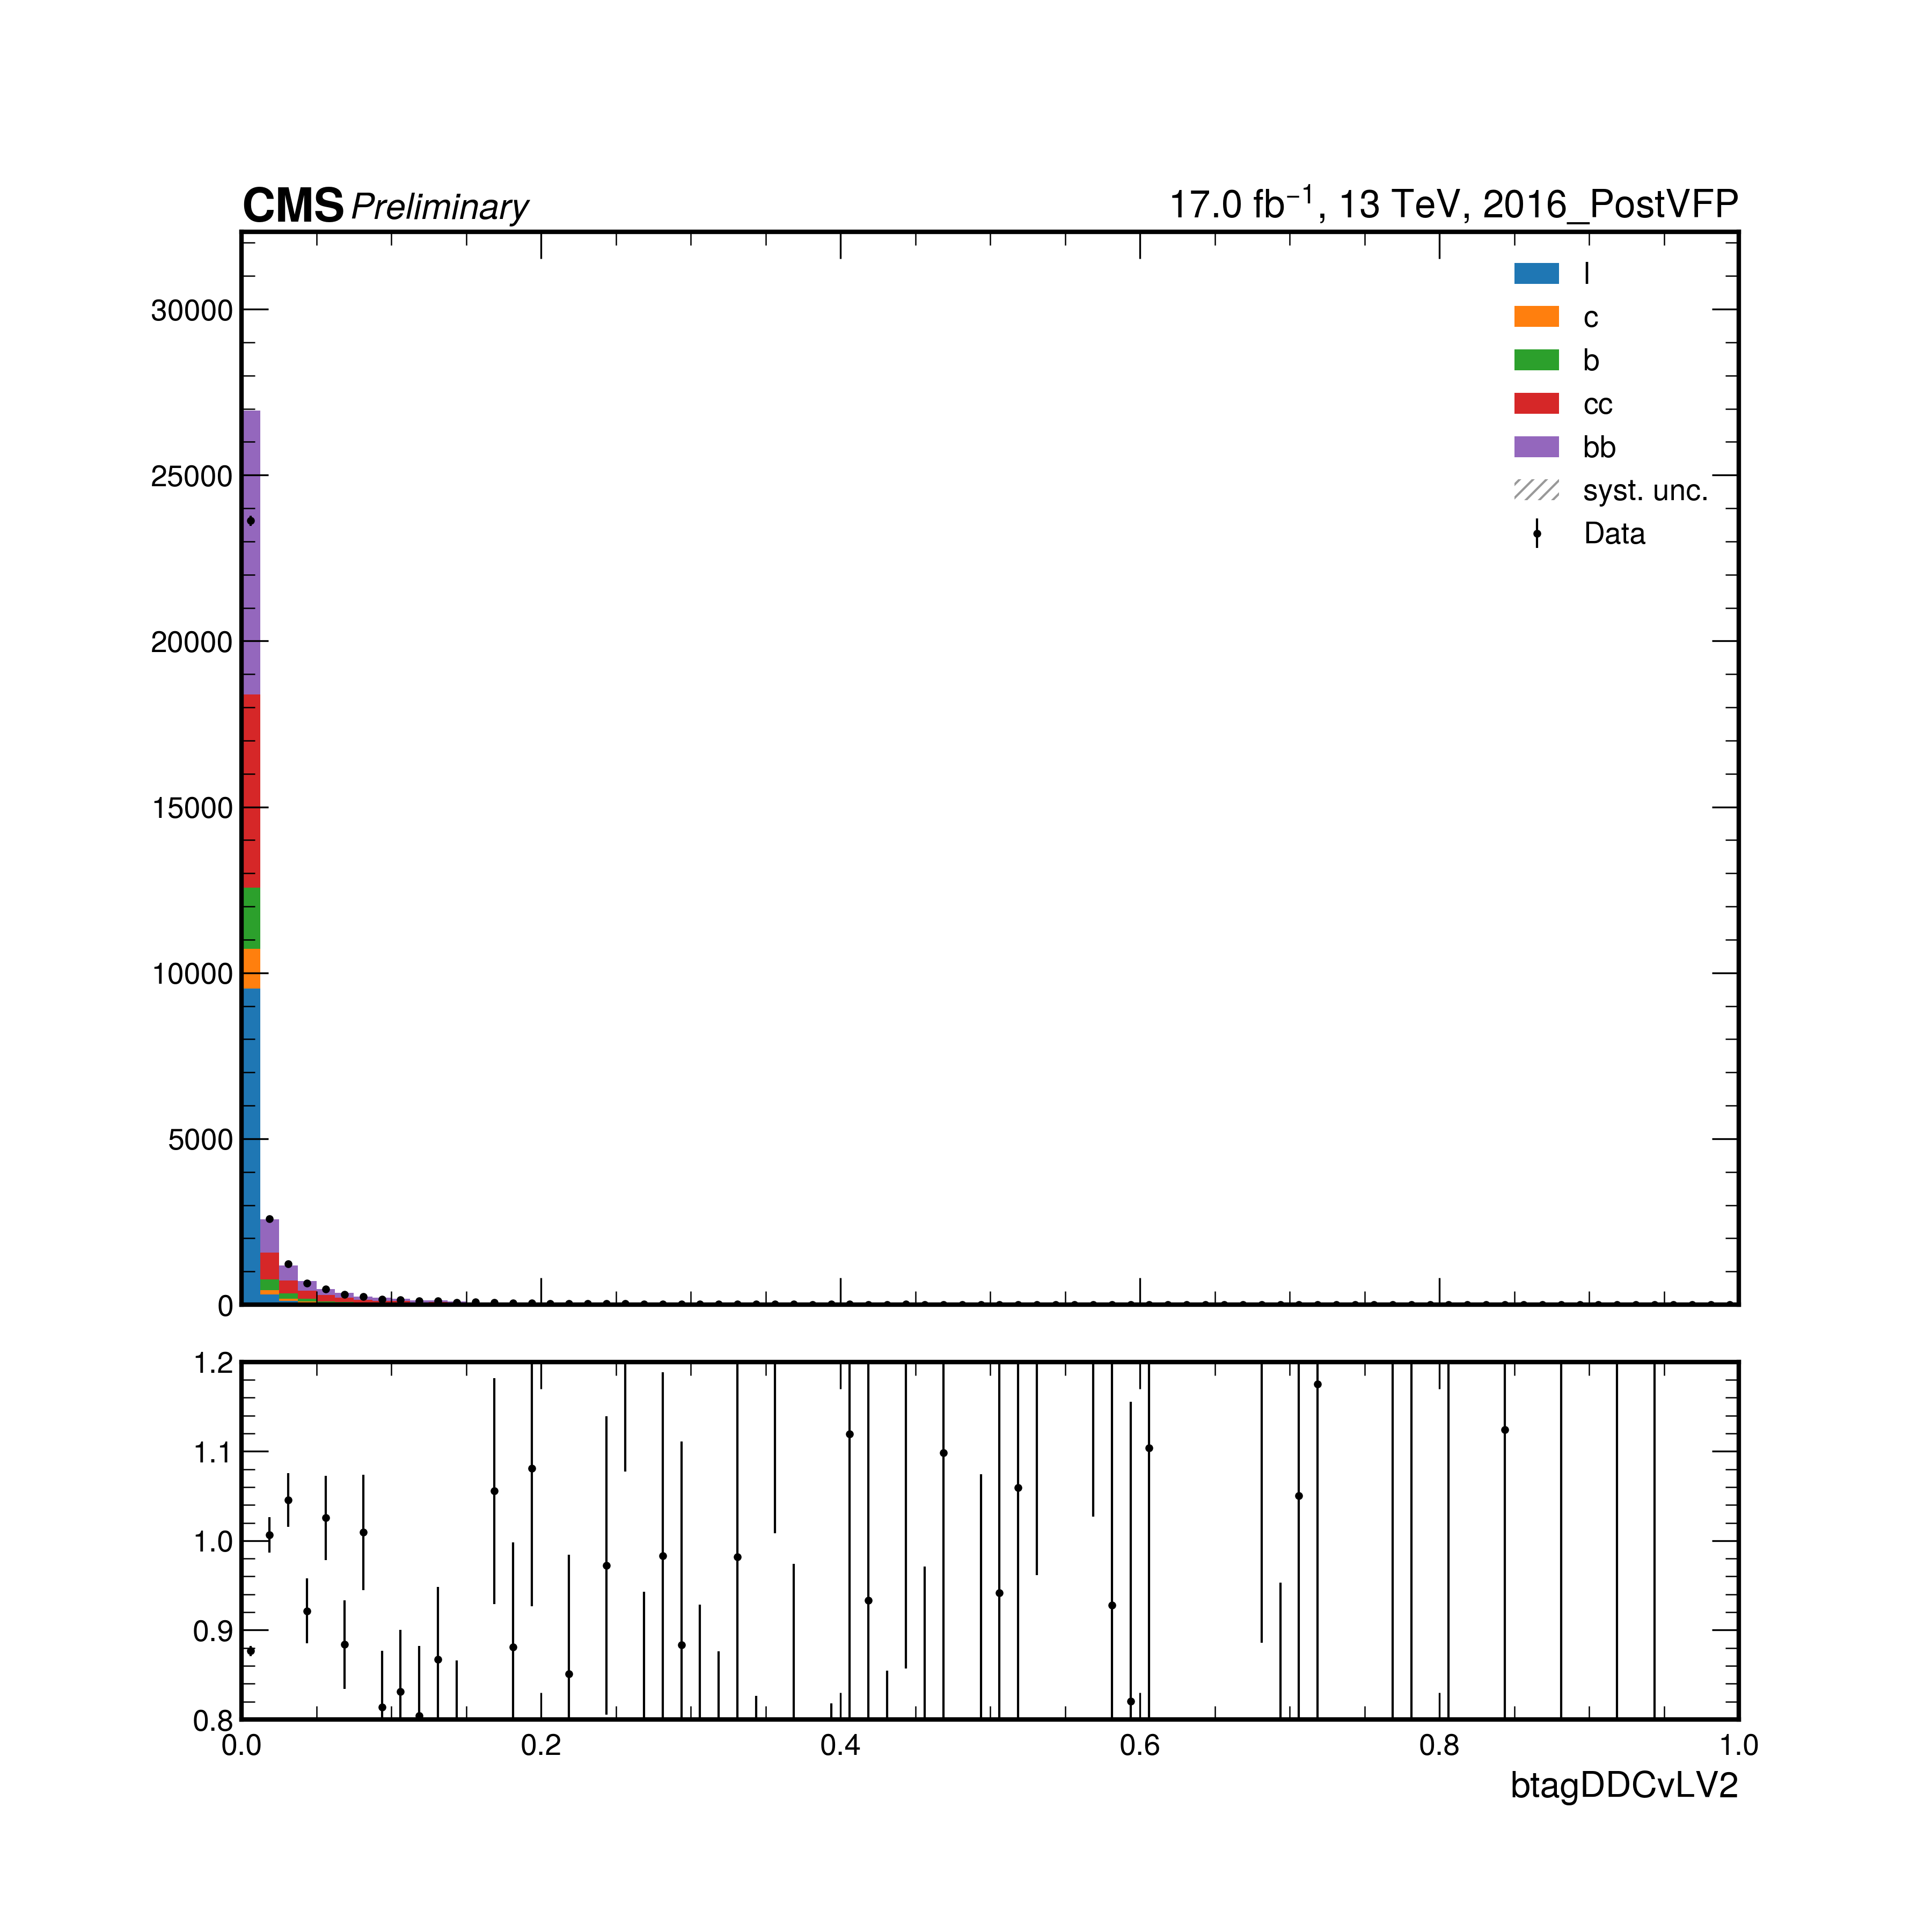 CMS Preliminary 17.0 fb⁻¹, 13 TeV, 2016_PostVFP
l
c
b
cc
bb
syst. unc.
Data
30000
25000
20000
15000
10000
5000
0
1.2
1.1
1.0
0.9
0.8
0.0 0.2 0.4 0.6 0.8 1.0
btagDDCvLV2